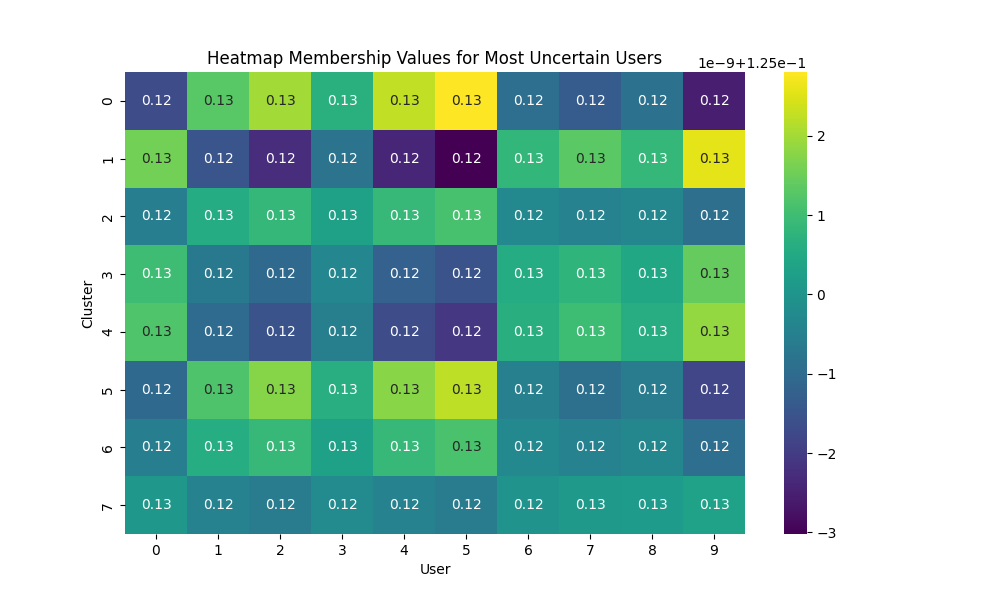 Heatmap Membership Values for Most Uncertain Users
1e−9+1.25e−1
0 0.12 0.13 0.13 0.13 0.13 0.13 0.12 0.12 0.12 0.12
1 0.13 0.12 0.12 0.12 0.12 0.12 0.13 0.13 0.13 0.13
2 0.12 0.13 0.13 0.13 0.13 0.13 0.12 0.12 0.12 0.12
3 0.13 0.12 0.12 0.12 0.12 0.12 0.13 0.13 0.13 0.13
4 0.13 0.12 0.12 0.12 0.12 0.12 0.13 0.13 0.13 0.13
5 0.12 0.13 0.13 0.13 0.13 0.13 0.12 0.12 0.12 0.12
6 0.12 0.13 0.13 0.13 0.13 0.13 0.12 0.12 0.12 0.12
7 0.13 0.12 0.12 0.12 0.12 0.12 0.12 0.13 0.13 0.13
0 1 2 3 4 5 6 7 8 9
User
Cluster
2
1
0
−1
−2
−3